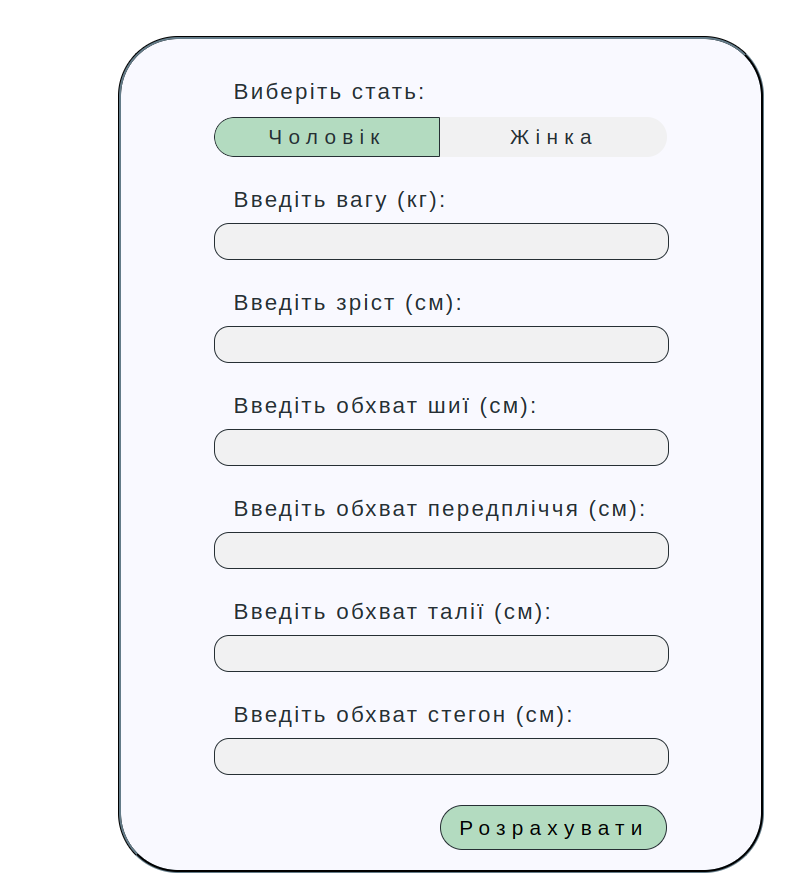 Виберіть стать:
Чоловік Жінка
Введіть вагу (кг):
Введіть зріст (см):
Введіть обхват шиї (см):
Введіть обхват передпліччя (см):
Введіть обхват талії (см):
Введіть обхват стегон (см):
Розрахувати